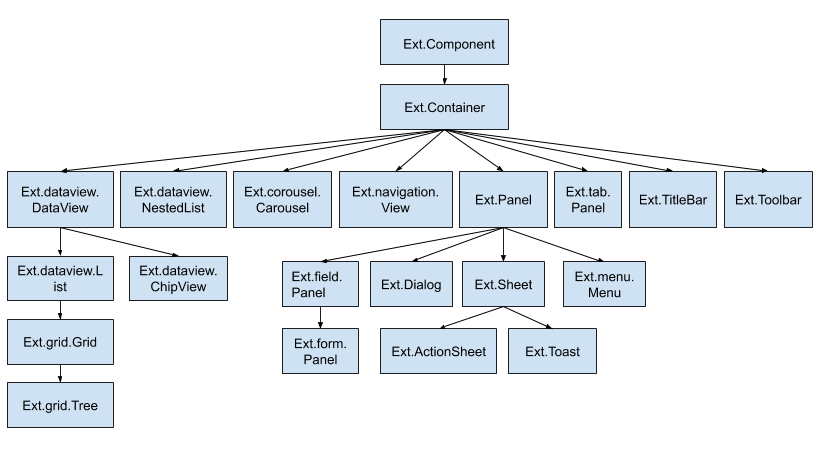 Ext.Component
Ext.Container
Ext.dataview.
DataView
Ext.dataview.
NestedList
Ext.corousel.
Carousel
Ext.navigation.
View
Ext.Panel
Ext.tab.
Panel
Ext.TitleBar
Ext.Toolbar
Ext.dataview.L
ist
Ext.dataview.
ChipView
Ext.field.
Panel
Ext.Dialog
Ext.Sheet
Ext.menu.
Menu
Ext.grid.Grid
Ext.form.
Panel
Ext.ActionSheet
Ext.Toast
Ext.grid.Tree